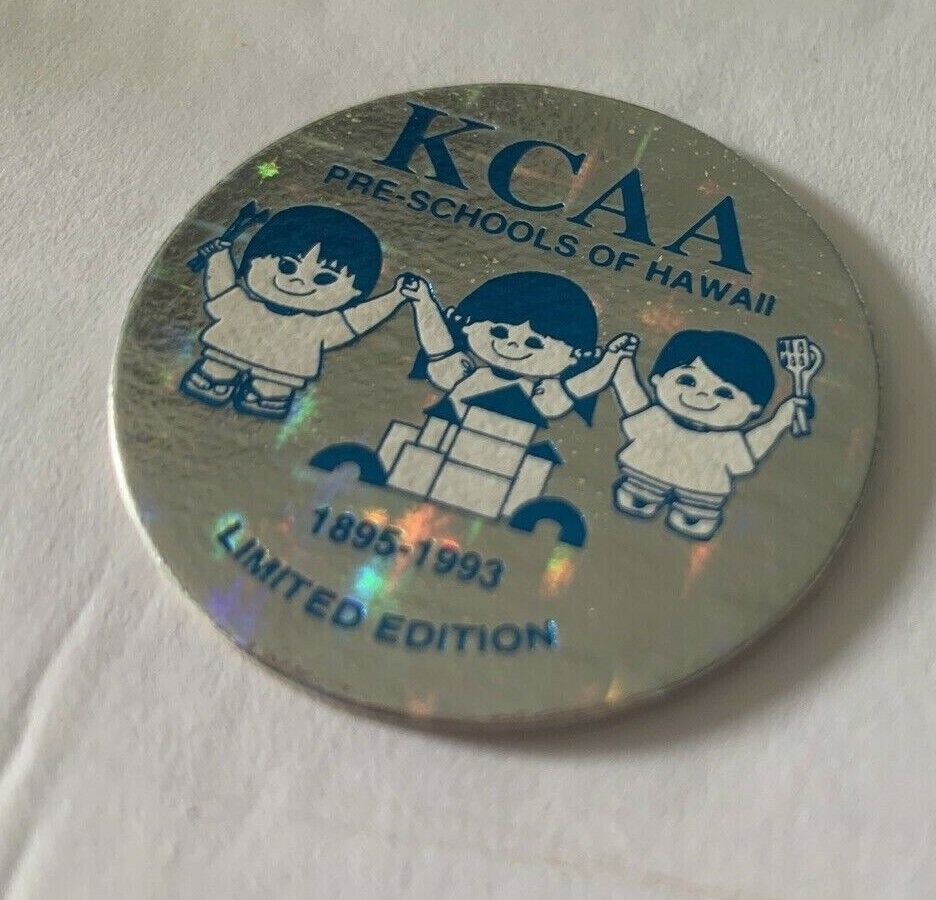 KCAA
PRE-SCHOOLS OF HAWAII
1895-1993
LIMITED EDITION